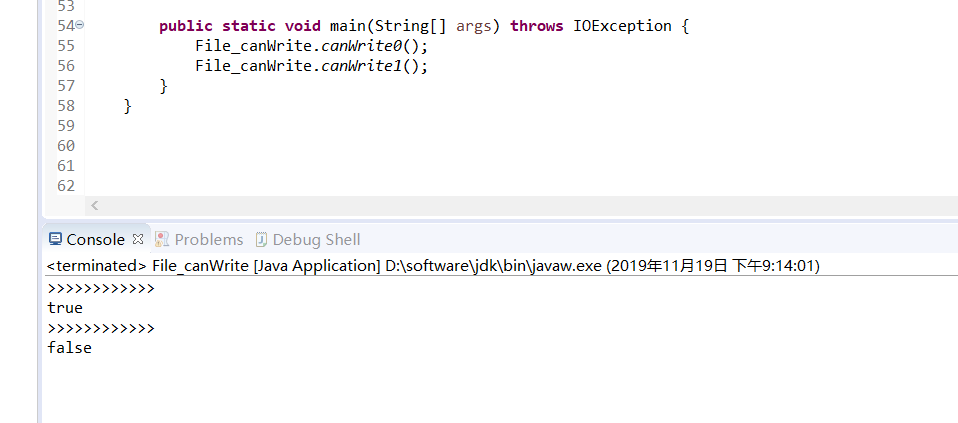 53
54 public static void main(String[] args) throws IOException {
55 File_canWrite.canWrite0();
56 File_canWrite.canWrite1();
57 }
58 }
59
60
61
62
Console Problems Debug Shell
<terminated> File_canWrite [Java Application] D:\software\jdk\bin\javaw.exe (2019年11月19日 下午9:14:01)
>>>>>>>>>>>>
true
>>>>>>>>>>>>
false